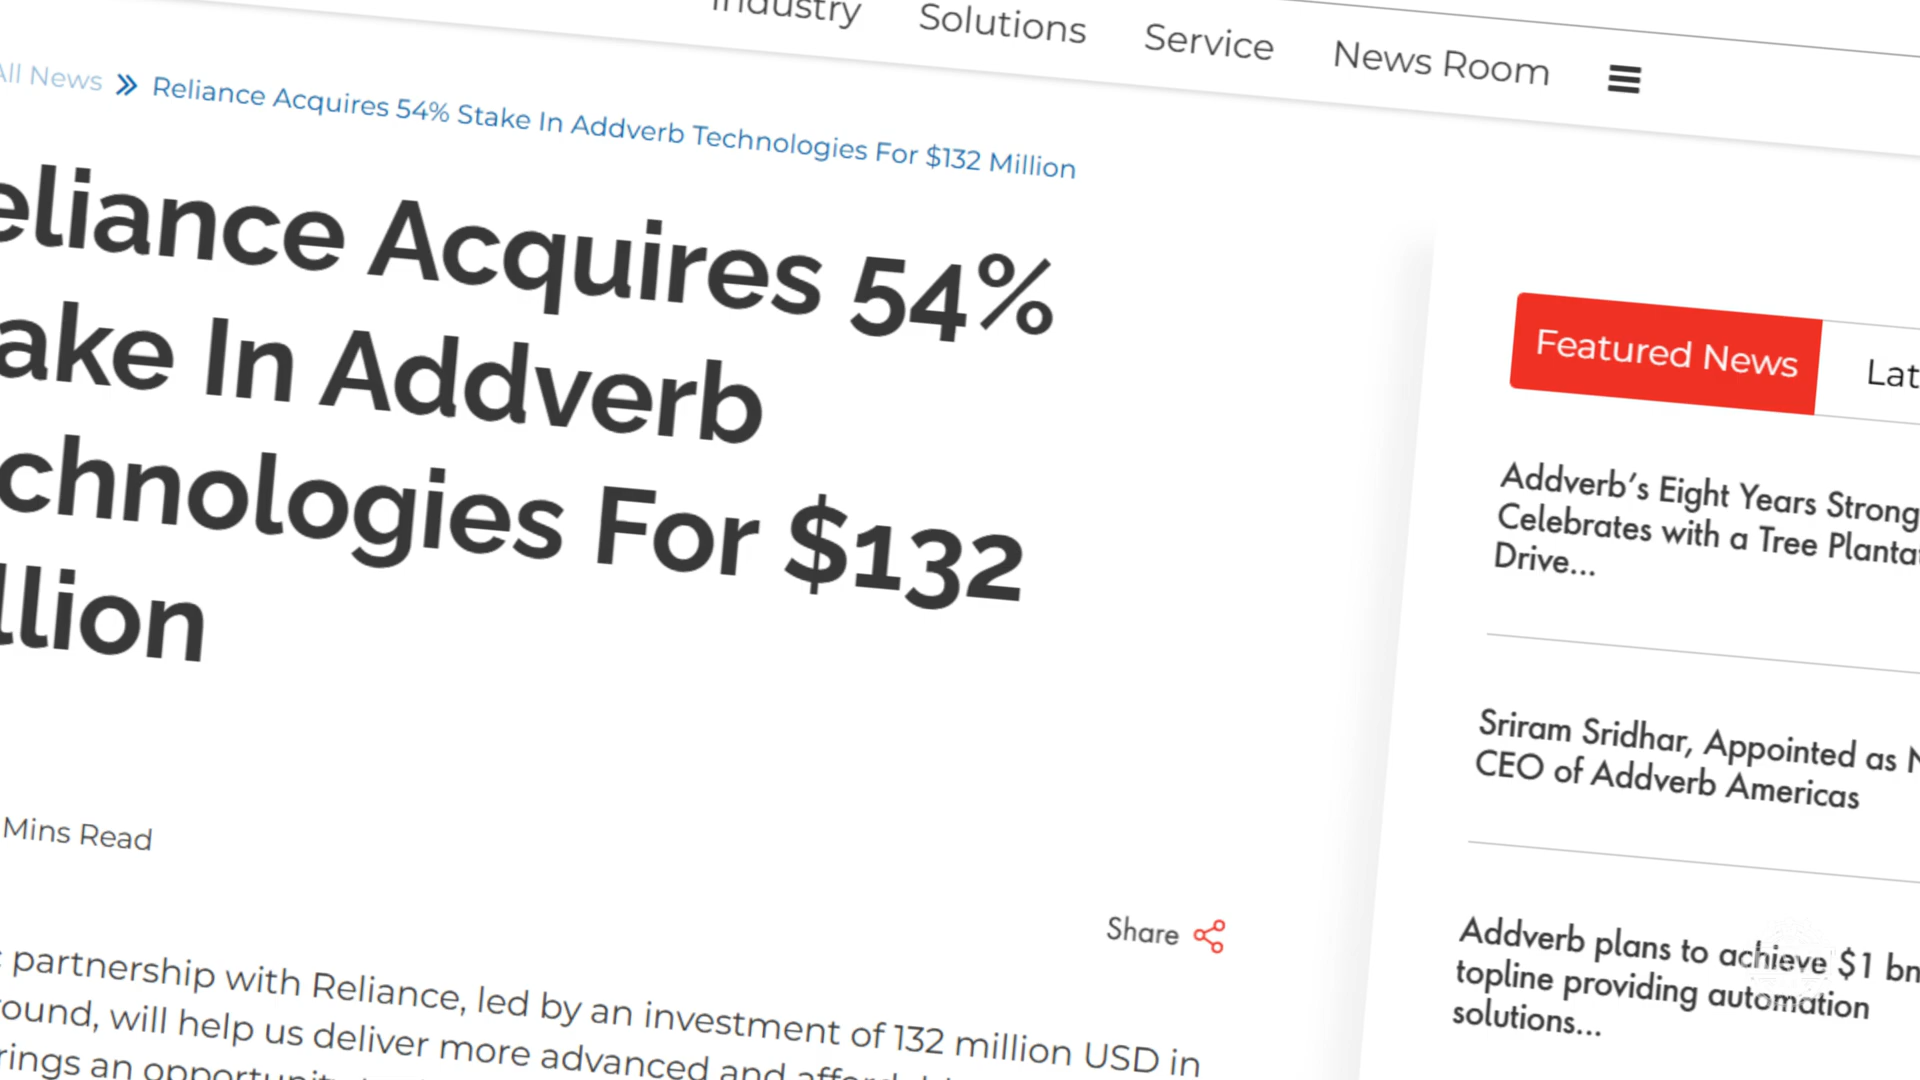 Industry Solutions Service News Room
All News » Reliance Acquires 54% Stake In Addverb Technologies For $132 Million
eliance Acquires 54%
ake In Addverb
chnologies For $132
llion
Mins Read
Share
partnership with Reliance, led by an investment of 132 million USD in
ound, will help us deliver more advanced and
rings an
Featured News Lat
Addverb's Eight Years Strong
Celebrates with a Tree Planta
Drive...
Sriram Sridhar, Appointed as N
CEO of Addverb Americas
Addverb plans to achieve $1 bn
topline providing automation
solutions...